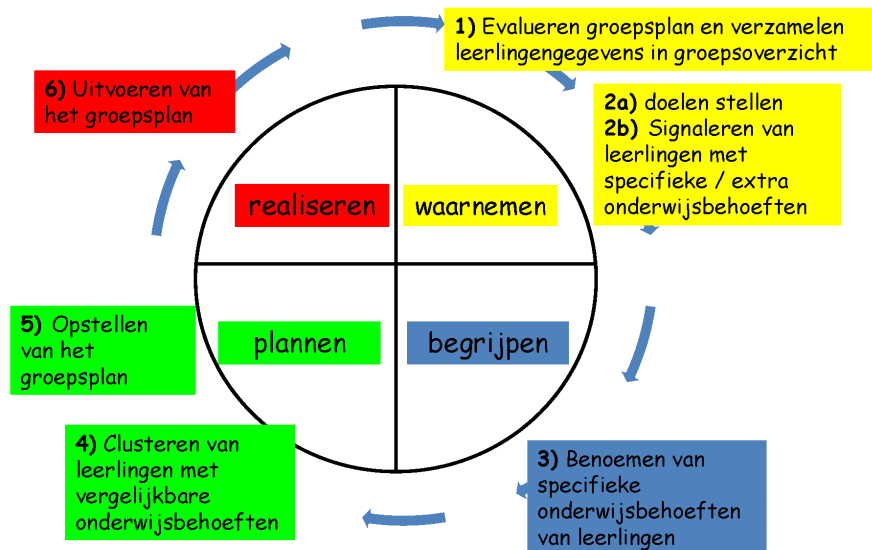 1) Evalueren groepsplan en verzamelen
leerlingengegevens in groepsoverzicht
2a) doelen stellen
2b) Signaleren van
leerlingen met
specifieke / extra
onderwijsbehoeften
3) Benoemen van
specifieke
onderwijsbehoeften
van leerlingen
4) Clusteren van
leerlingen met
vergelijkbare
onderwijsbehoeften
5) Opstellen
van het
groepsplan
6) Uitvoeren van
het groepsplan
realiseren
waarnemen
plannen
begrijpen